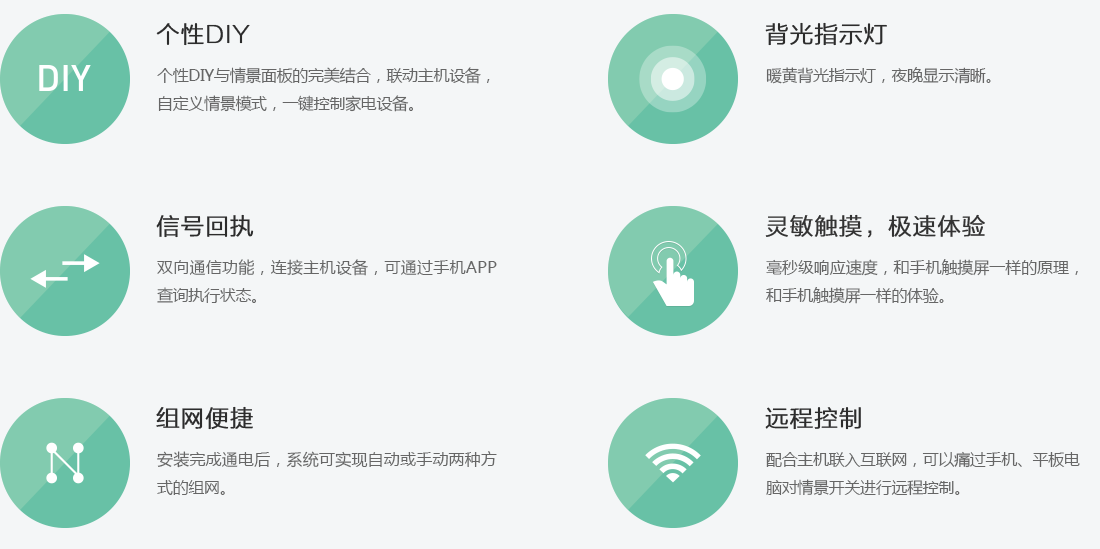 DIY
个性DIY
个性DIY与情景面板的完美结合，联动主机设备，
自定义情景模式，一键控制家电设备。
背光指示灯
暖黄背光指示灯，夜晚显示清晰。
信号回执
双向通信功能，连接主机设备，可通过手机APP
查询执行状态。
灵敏触摸，极速体验
毫秒级响应速度，和手机触摸屏一样的原理，
和手机触摸屏一样的体验。
组网便捷
安装完成通电后，系统可实现自动或手动两种方
式的组网。
远程控制
配合主机联入互联网，可以痛过手机、平板电
脑对情景开关进行远程控制。